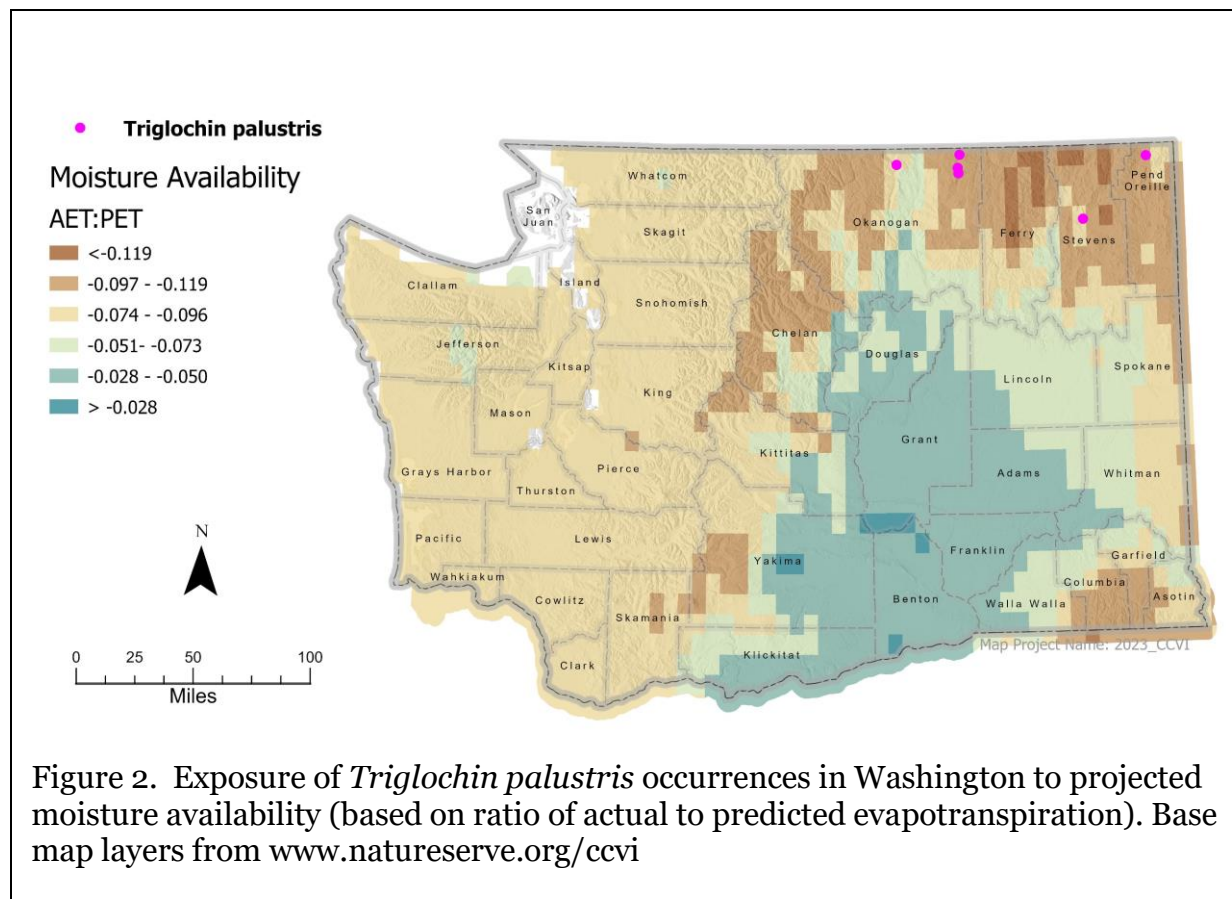 Triglochin palustris
Moisture Availability
AET:PET
<-0.119
-0.097 - -0.119
-0.074 - -0.096
-0.051- -0.073
-0.028 - -0.050
> -0.028
N
0 25 50 100
Miles
Whatcom
San
Juan
Skagit
Island
Clallam
Snohomish
Jefferson
Kitsap
King
Mason
Grays Harbor
Pierce
Thurston
Pacific
Lewis
Wahkiakum
Cowlitz
Skamania
Clark
Okanogan
Ferry
Stevens
Pend
Oreille
Chelan
Douglas
Lincoln
Spokane
Kittitas
Grant
Adams
Whitman
Yakima
Franklin
Garfield
Columbia
Asotin
Benton
Walla Walla
Klickitat
Map Project Name: 2023_CCVI
Figure 2. Exposure of Triglochin palustris occurrences in Washington to projected
moisture availability (based on ratio of actual to predicted evapotranspiration). Base
map layers from www.natureserve.org/ccvi